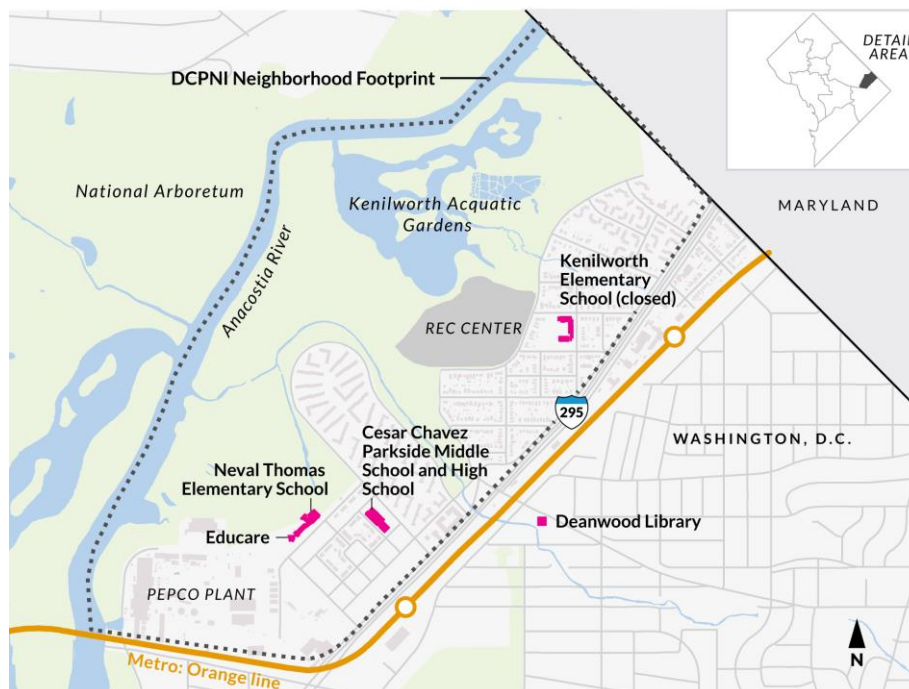 DCPNI Neighborhood Footprint
DETAIL
AREA
National Arboretum
Kenilworth Acquatic
Gardens
MARYLAND
Anacostia River
Kenilworth
Elementary
School (closed)
REC CENTER
295
WASHINGTON, D.C.
Cesar Chavez
Parkside Middle
School and High
School
Neval Thomas
Elementary School
Educare
Deanwood Library
PEPCO PLANT
Metro: Orange line
N